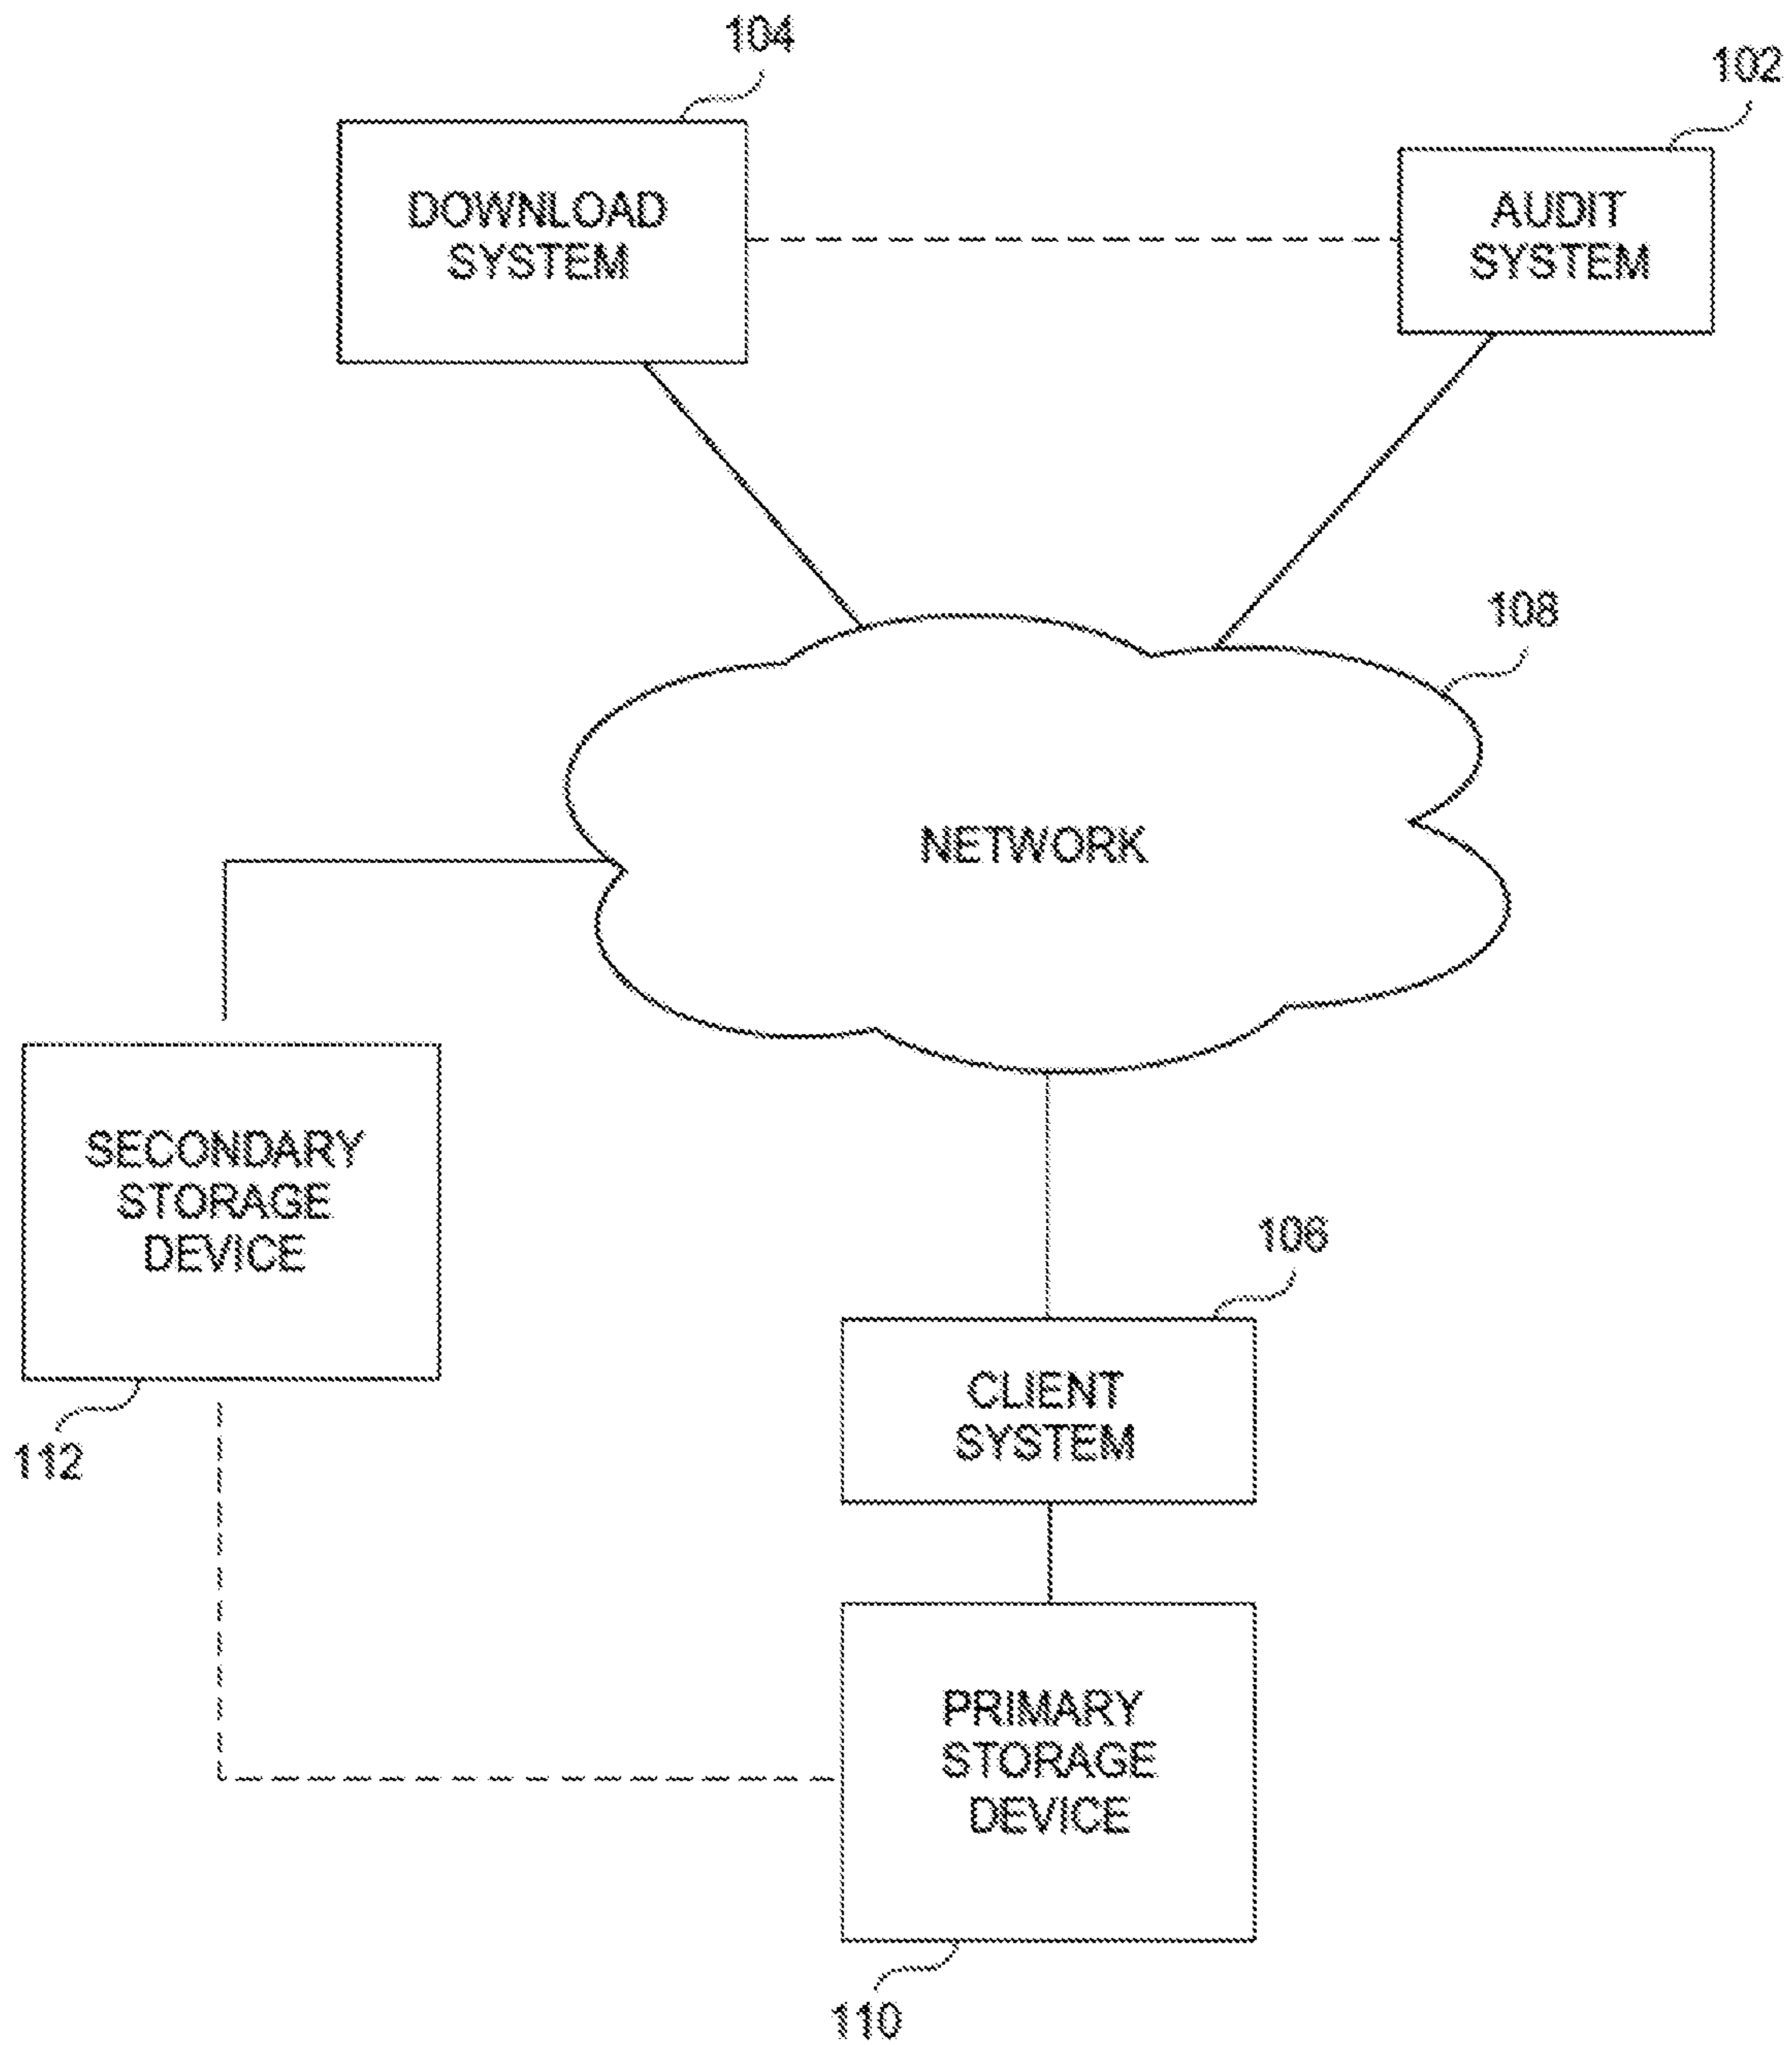 104
102
DOWNLOAD
SYSTEM
AUDIT
SYSTEM
108
NETWORK
SECONDARY
STORAGE
DEVICE
106
CLIENT
SYSTEM
112
PRIMARY
STORAGE
DEVICE
110